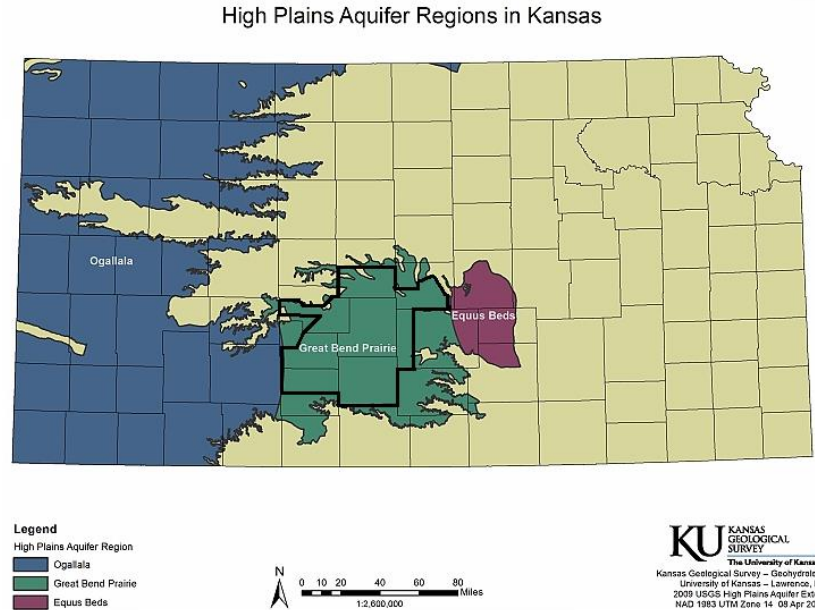 High Plains Aquifer Regions in Kansas
Ogallala
Equus Beds
Great Bend Prairie
Legend
High Plains Aquifer Region
Ogallala
Great Bend Prairie
Equus Beds
N
0 10 20 40 60 80
Miles
1:2,600,000
KU KANSAS
GEOLOGICAL
SURVEY
The University of Kansas
Kansas Geological Survey – Geohydrolo
University of Kansas – Lawrence,
2009 USGS High Plains Aquifer Ext
NAD 1983 UTM Zone 14 08 Apr 20